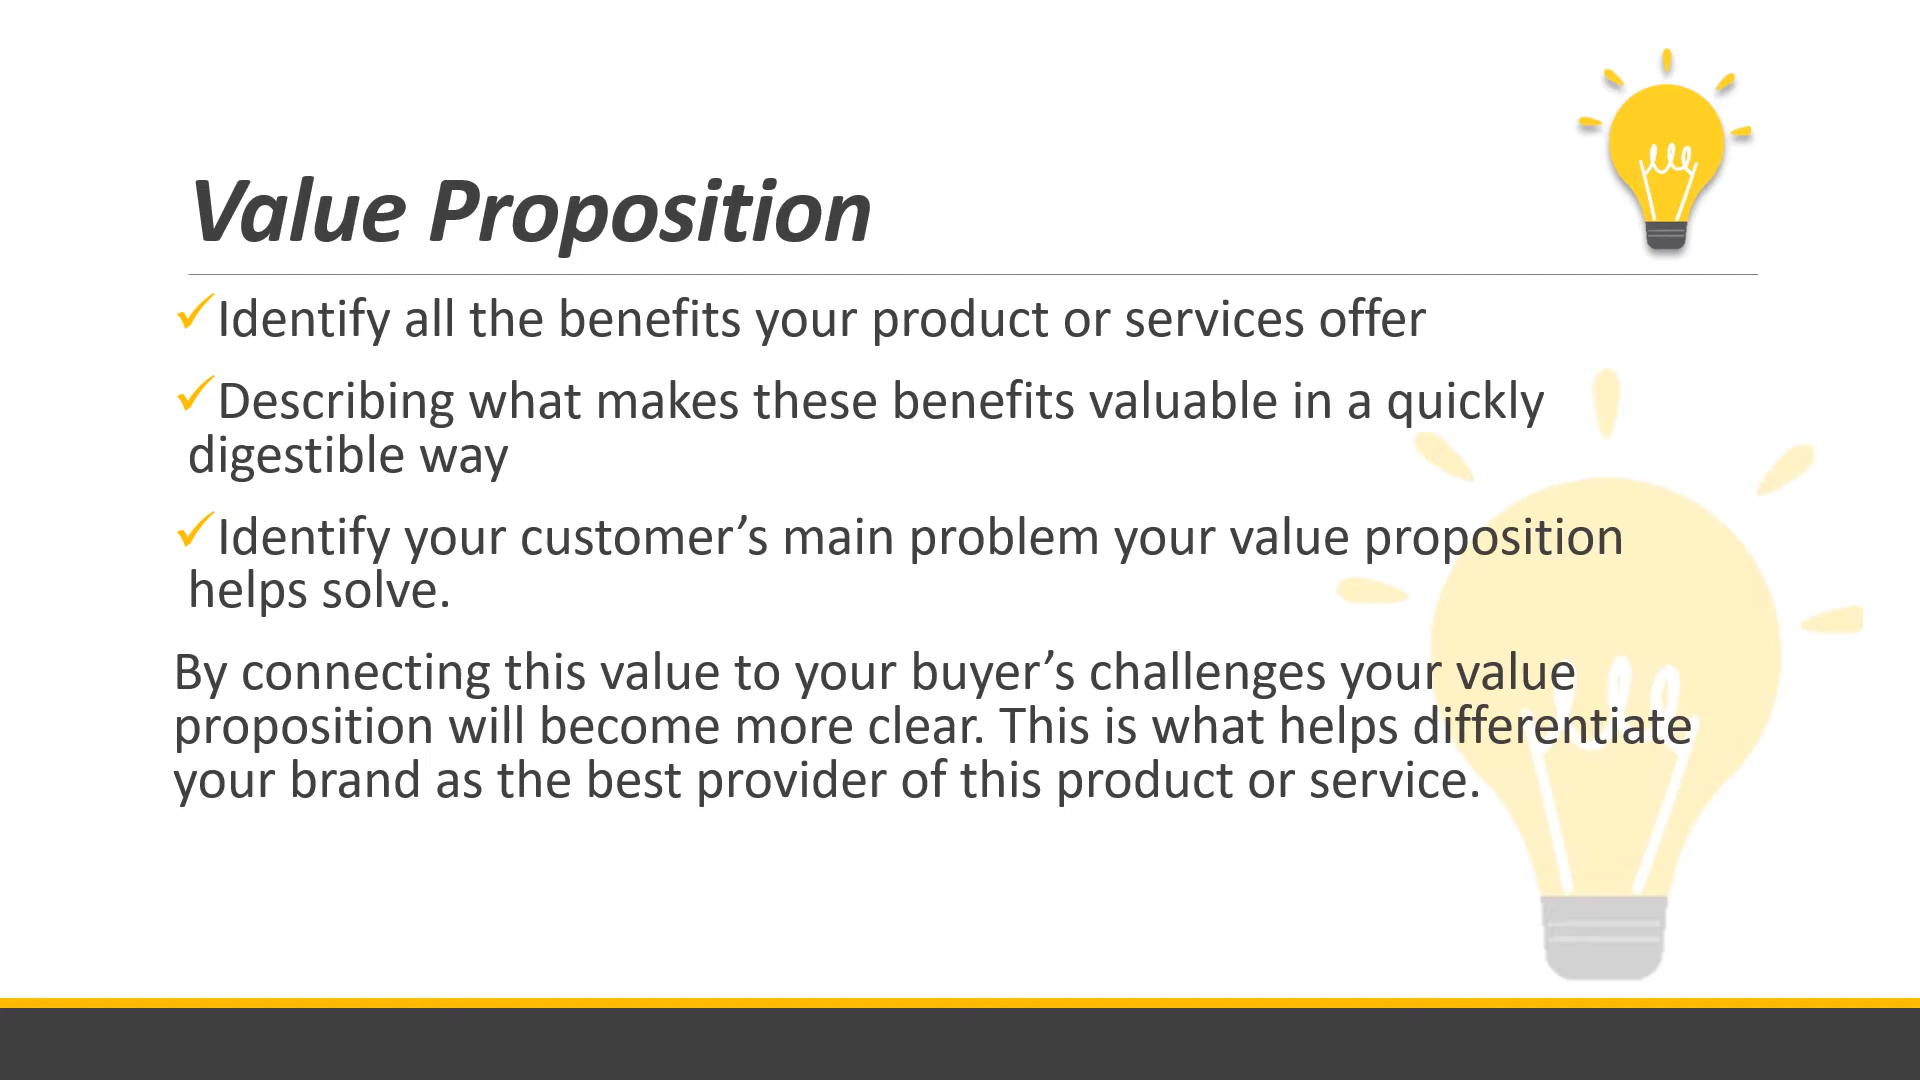 Value Proposition
✓Identify all the benefits your product or services offer
✓Describing what makes these benefits valuable in a quickly
digestible way
✓Identify your customer’s main problem your value proposition
helps solve.
By connecting this value to your buyer’s challenges your value
proposition will become more clear. This is what helps differentiate
your brand as the best provider of this product or service.